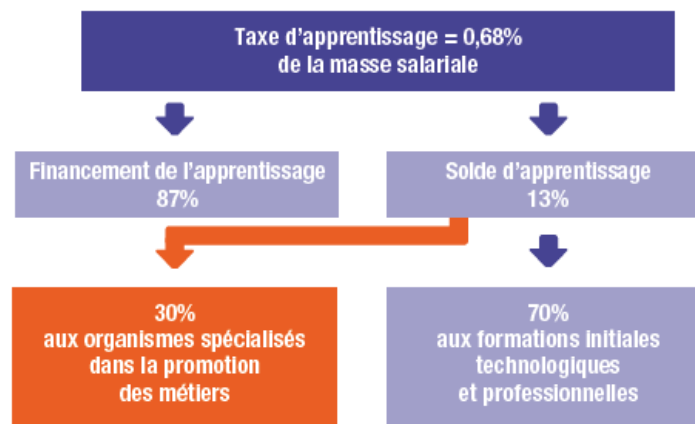 Taxe d'apprentissage = 0,68%
de la masse salariale
Financement de l'apprentissage
87%
Solde d'apprentissage
13%
30%
aux organismes spécialisés
dans la promotion
des métiers
70%
aux formations initiales
technologiques
et professionnelles